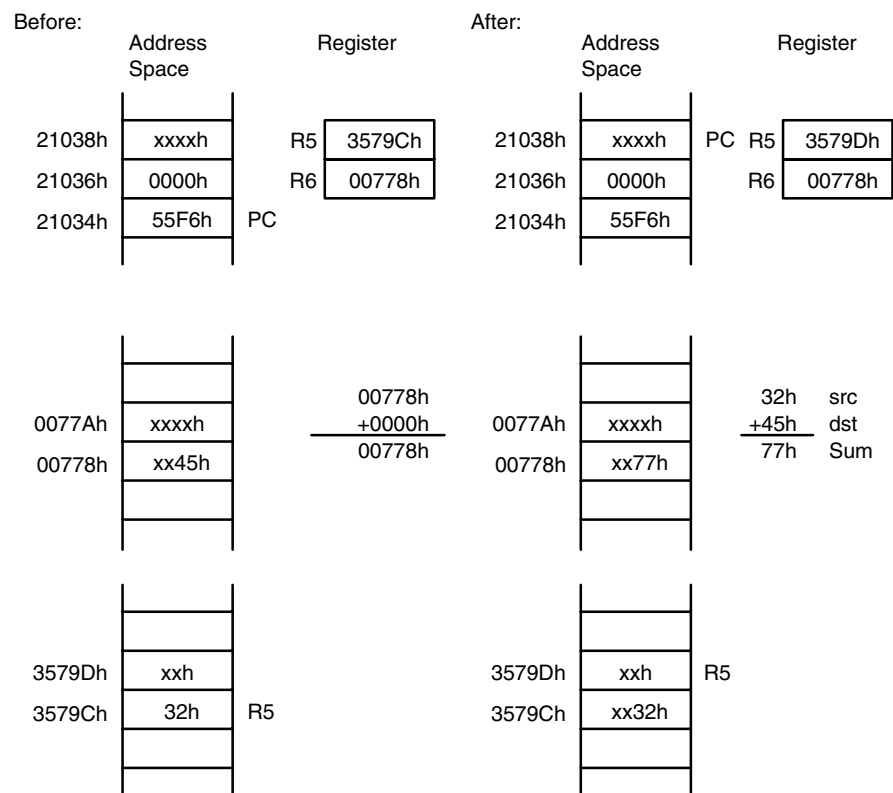 Before:
Address Space
Register
21038h xxxxh R5 3579Ch
21036h 0000h R6 00778h
21034h 55F6h PC
After:
Address Space
Register
21038h xxxxh PC R5 3579Dh
21036h 0000h R6 00778h
21034h 55F6h
00778h
0077Ah xxxxh +0000h
00778h xx45h 00778h
32h src
0077Ah xxxxh +45h dst
00778h xx77h 77h Sum
3579Dh xxh
3579Ch 32h R5
3579Dh xxh R5
3579Ch xx32h